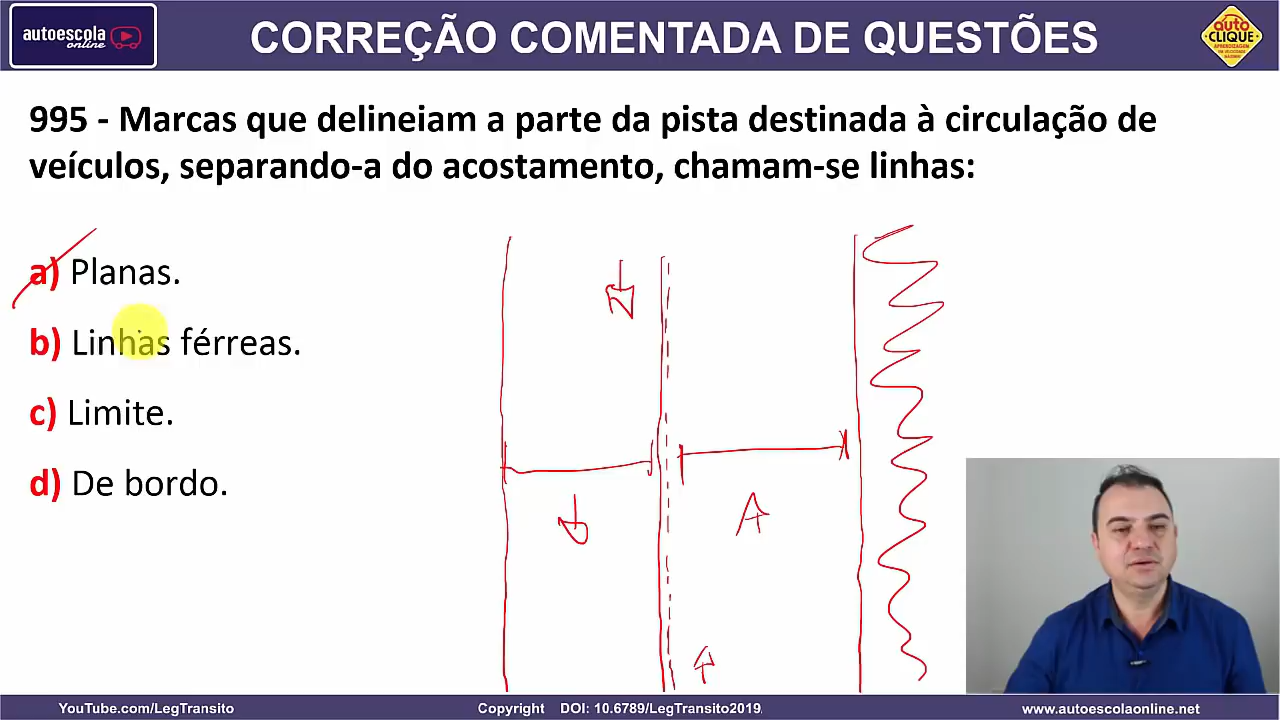 autoescola
online
CORREÇÃO COMENTADA DE QUESTÕES
auto
CLIQUE
995 - Marcas que delineiam a parte da pista destinada à circulação de
veículos, separando-a do acostamento, chamam-se linhas:
a) Planas.
b) Linhas férreas.
c) Limite.
d) De bordo.
A
YouTube.com/LegTransito
Copyright DOI: 10.6789/LegTransito2019.
www.autoescolaonline.net